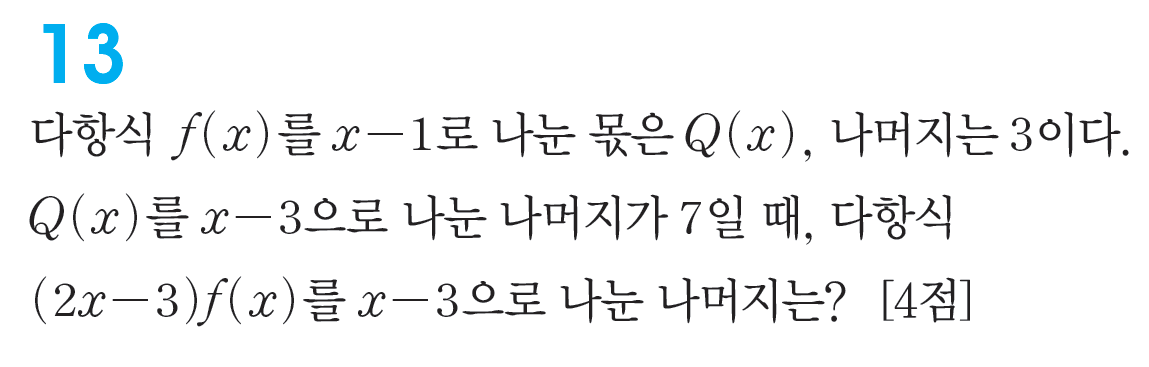 13
다항식 f(x)를 x-1로 나눈 몫은 Q(x), 나머지는 3이다.
Q(x)를 x-3으로 나눈 나머지가 7일 때, 다항식
(2x-3)f(x)를 x-3으로 나눈 나머지는? [4점]